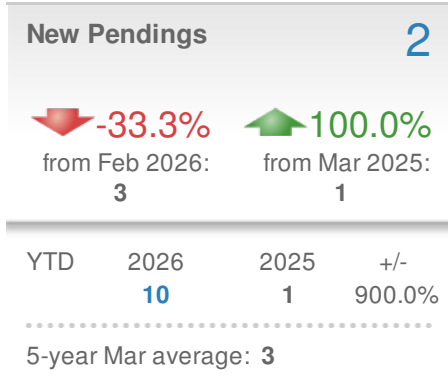 New Pendings 2
-33.3% 100.0%
from Feb 2026: from Mar 2025:
3 1
YTD 2026 2025 +/-
10 1 900.0%
5-year Mar average: 3